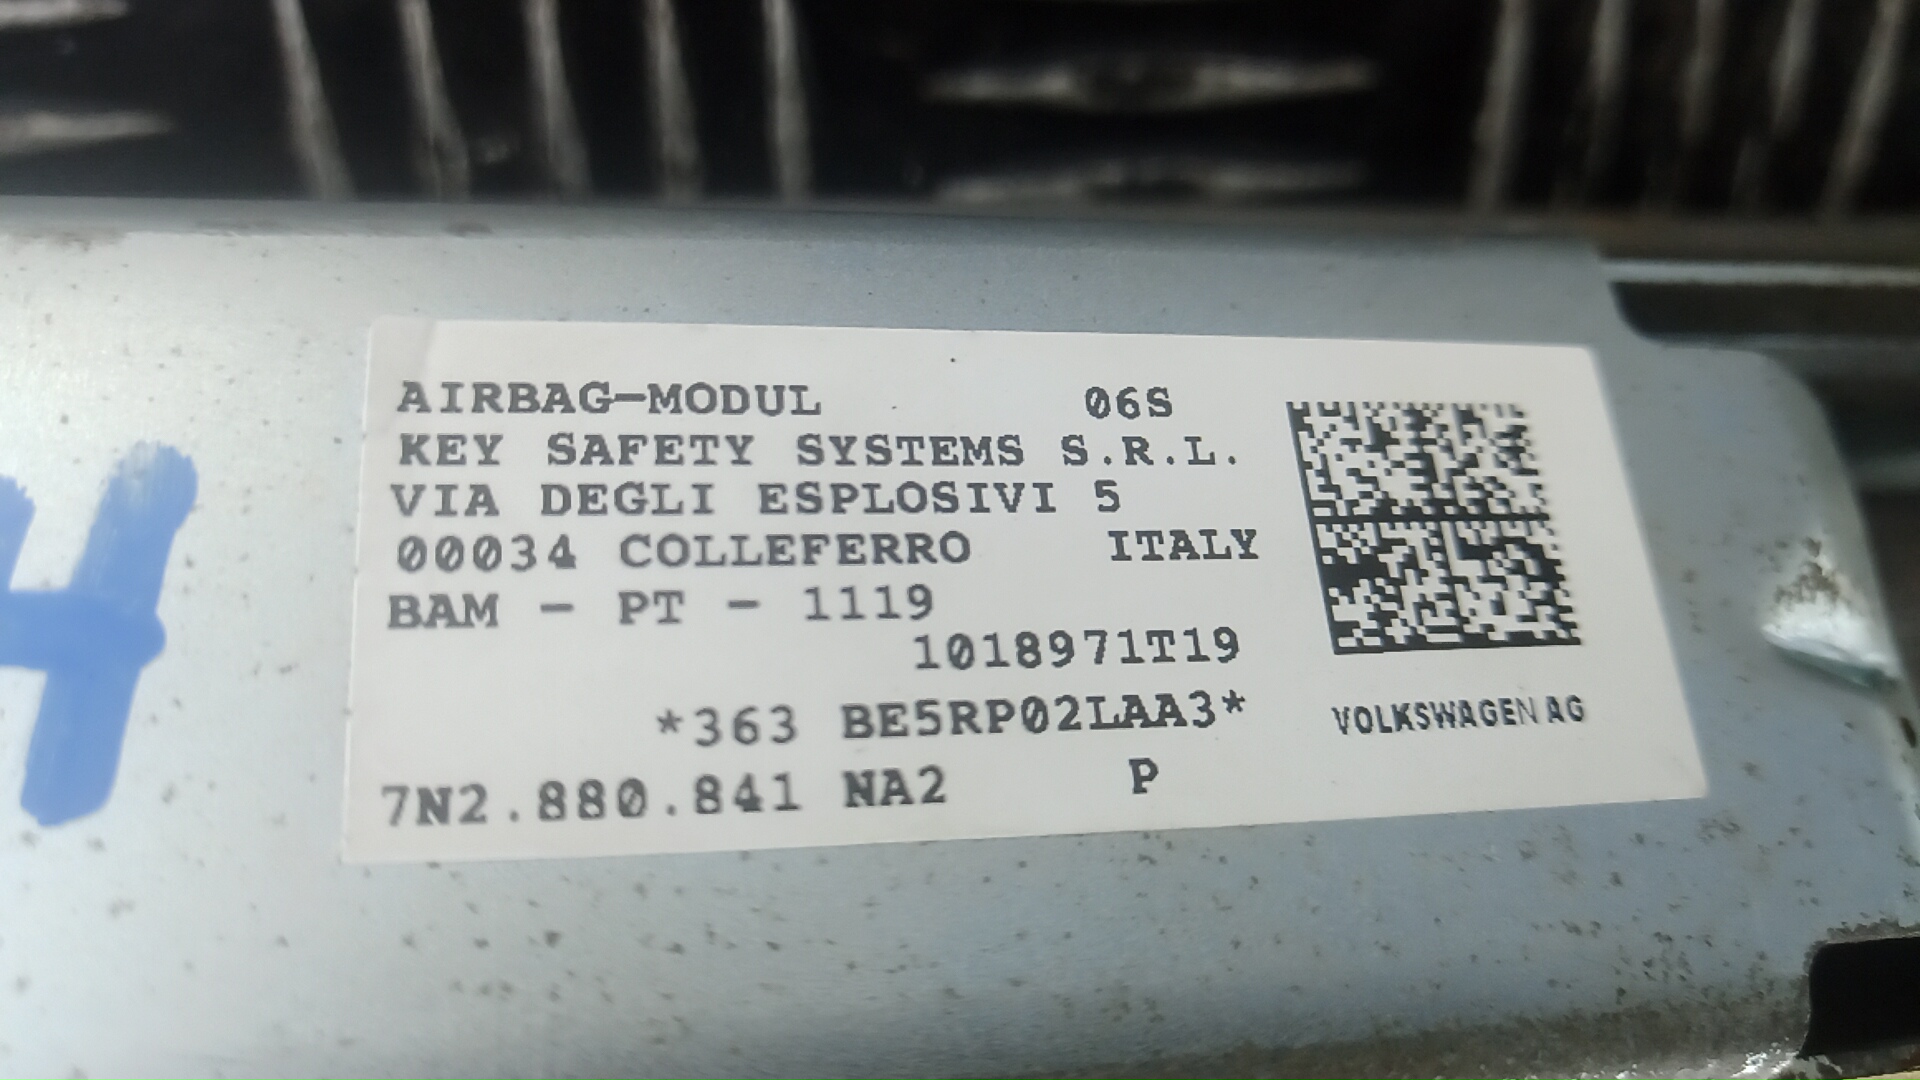 AIRBAG-MODUL 06S
KEY SAFETY SYSTEMS S.R.L.
VIA DEGLI ESPLOSIVI 5
00034 COLLEFERRO ITALY
BAM - PT - 1119
1018971T19
*363 BE5RP02LAA3*
VOLKSWAGEN AG
7N2.880.841 NA2 P
4